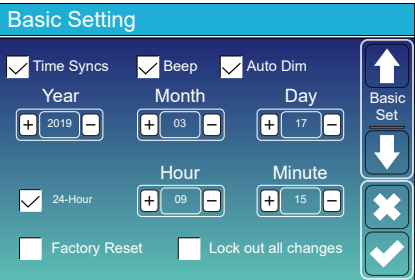 Basic Setting
Time Syncs Beep Auto Dim
Year Month Day
+ 2019 − + 03 − + 17 −
Basic
Set
Hour Minute
24-Hour + 09 − + 15 −
Factory Reset Lock out all changes